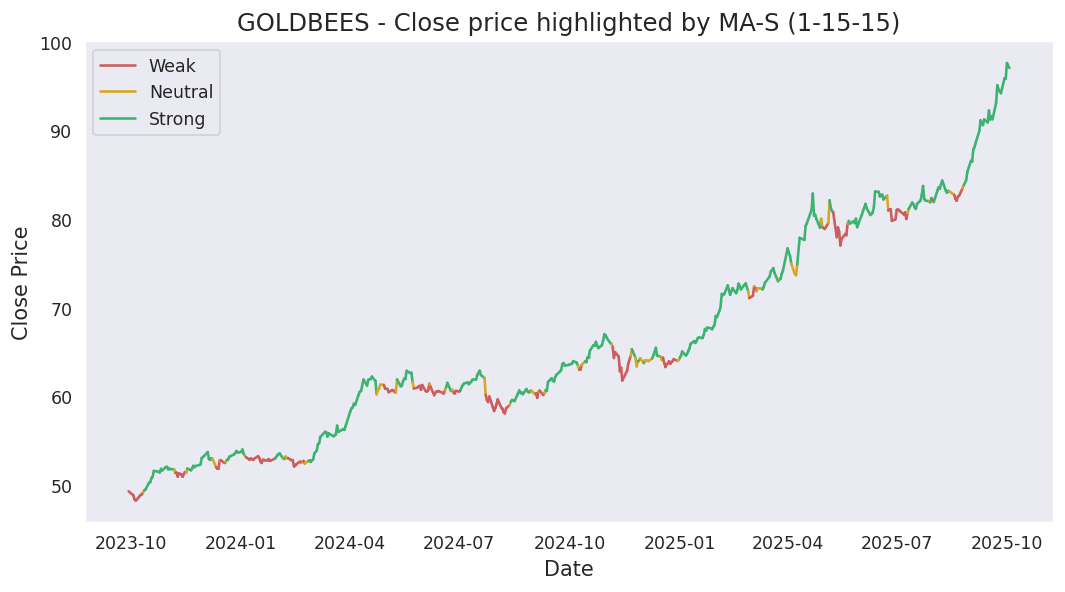 GOLDBEES - Close price highlighted by MA-S (1-15-15)
Weak
Neutral
Strong
Close Price
100
90
80
70
60
50
2023-10 2024-01 2024-04 2024-07 2024-10 2025-01 2025-04 2025-07 2025-10
Date